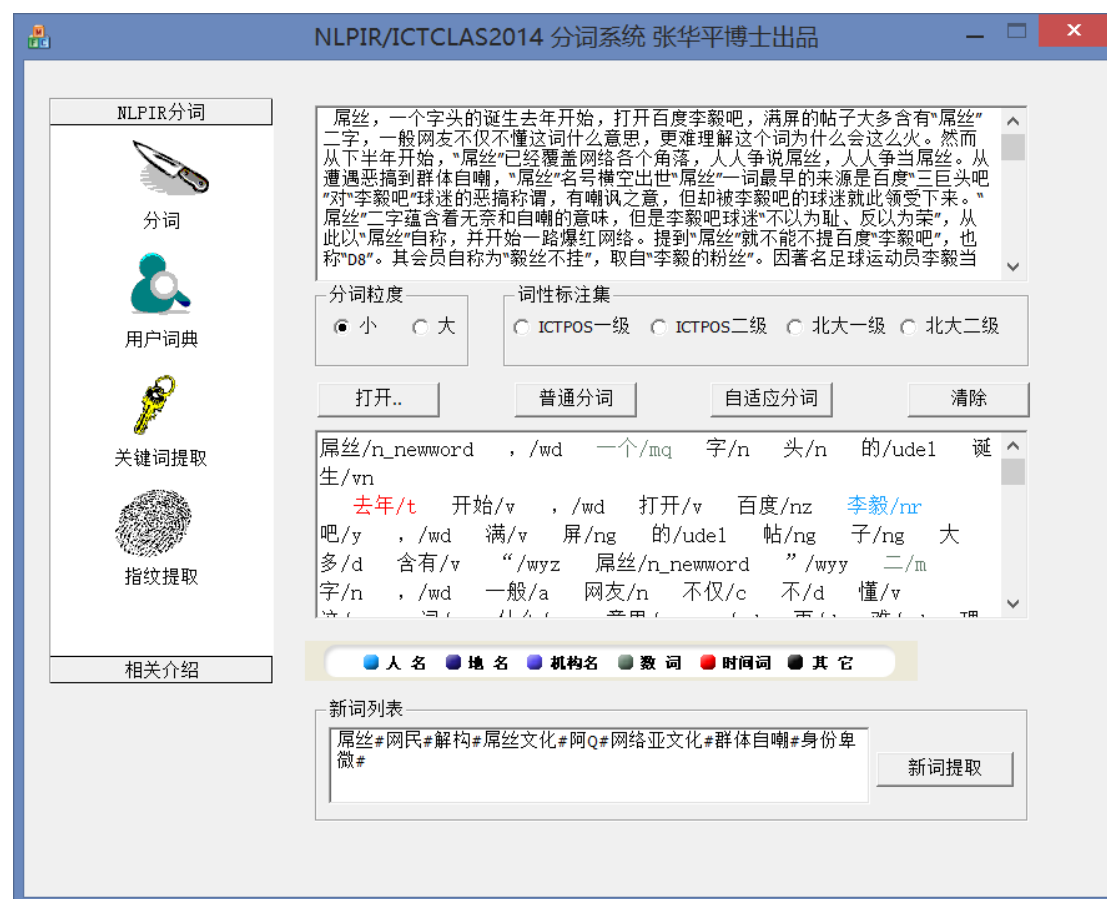 NLPIR/ICTCLAS2014 分词系统 张华平博士出品
NLPIR分词
分词
用户词典
关键词提取
指纹提取
相关介绍
屌丝，一个字头的诞生去年开始，打开百度李毅吧，满屏的帖子大多含有“屌丝”
二字，一般网友不仅不懂这词什么意思，更难理解这个词为什么会这么火。然而
从下半年开始，“屌丝”已经覆盖网络各个角落，人人争说屌丝，人人争当屌丝。从
遭遇恶搞到群体自嘲，“屌丝”名号横空出世“屌丝”一词最早的来源是百度“三巨头吧
”对“李毅吧”球迷的恶搞称谓，有嘲讽之意，但却被李毅吧的球迷就此领受下来。“
屌丝”二字蕴含着无奈和自嘲的意味，但是李毅吧球迷“不以为耻、反以为荣”，从
此以“屌丝”自称，并开始一路爆红网络。提到“屌丝”就不能不提百度“李毅吧”，也
称“D8”。其会员自称为“毅丝不挂”，取自“李毅的粉丝”。因著名足球运动员李毅当
分词粒度
小 大
词性标注集
ICTPOS一级 ICTPOS二级 北大一级 北大二级
打开.. 普通分词 自适应分词 清除
屌丝/n_newword ，/wd 一个/mq 字/n 头/n 的/ude1 诞
生/vn
去年/t 开始/v ，/wd 打开/v 百度/nz 李毅/nr
吧/y ，/wd 满/v 屏/ng 的/ude1 帖/ng 子/ng 大
多/d 含有/v “/wyz 屌丝/n_newword ”/wyy 二/m
字/n ，/wd 一般/a 网友/n 不仅/c 不/d 懂/v
人 名 地 名 机构名 数 词 时间词 其 它
新词列表
屌丝#网民#解构#屌丝文化#阿Q#网络亚文化#群体自嘲#身份卑
微#
新词提取